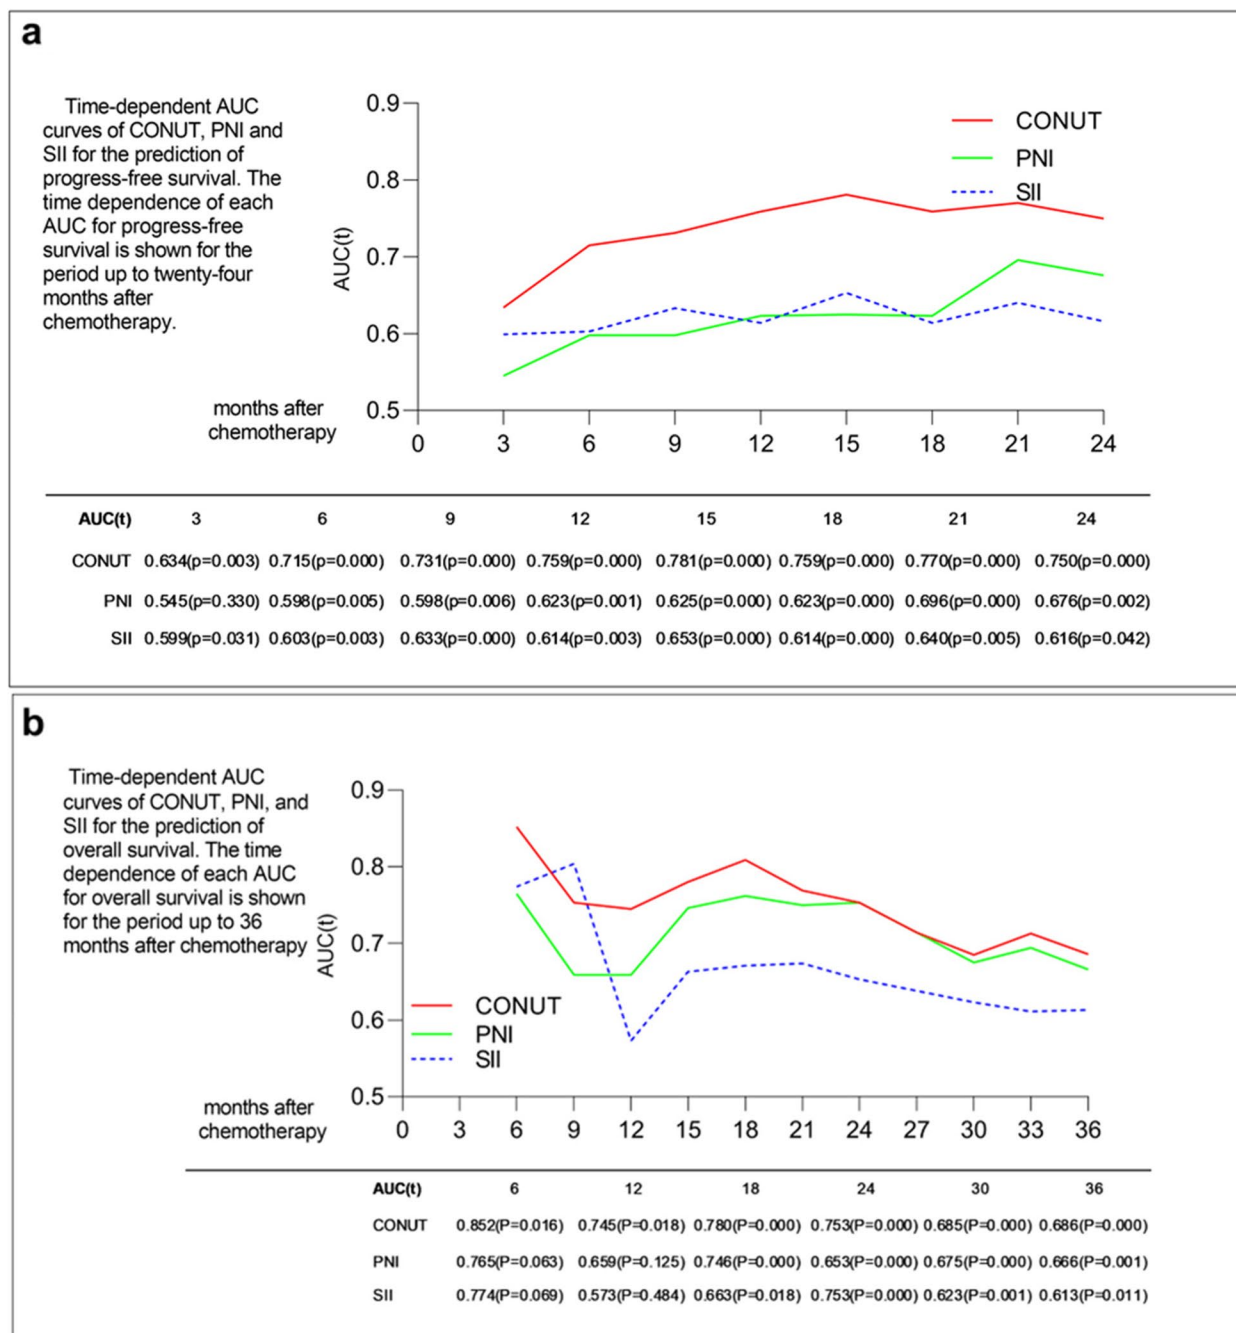 a
Time-dependent AUC
curves of CONUT, PNI and
SII for the prediction of
progress-free survival. The
time dependence of each
AUC for progress-free
survival is shown for the
period up to twenty-four
months after
chemotherapy.
0.9
0.8
0.7
0.6
0.5
AUC(t)
CONUT
PNI
SII
months after
chemotherapy
0 3 6 9 12 15 18 21 24
AUC(t) 3 6 9 12 15 18 21 24
CONUT 0.634(p=0.003) 0.715(p=0.000) 0.731(p=0.000) 0.759(p=0.000) 0.781(p=0.000) 0.759(p=0.000) 0.770(p=0.000) 0.750(p=0.000)
PNI 0.545(p=0.330) 0.598(p=0.005) 0.598(p=0.006) 0.623(p=0.001) 0.625(p=0.000) 0.623(p=0.000) 0.696(p=0.000) 0.676(p=0.002)
SII 0.599(p=0.031) 0.603(p=0.003) 0.633(p=0.000) 0.614(p=0.003) 0.653(p=0.000) 0.614(p=0.000) 0.640(p=0.005) 0.616(p=0.042)
b
Time-dependent AUC
curves of CONUT, PNI, and
SII for the prediction of
overall survival. The time
dependence of each AUC
for overall survival is shown
for the period up to 36
months after chemotherapy
0.9
0.8
0.7
0.6
0.5
AUC(t)
CONUT
PNI
SII
months after
chemotherapy
0 3 6 9 12 15 18 21 24 27 30 33 36
AUC(t) 6 12 18 24 30 36
CONUT 0.852(P=0.016) 0.745(P=0.018) 0.780(P=0.000) 0.753(P=0.000) 0.685(P=0.000) 0.686(P=0.000)
PNI 0.765(P=0.063) 0.659(P=0.125) 0.746(P=0.000) 0.653(P=0.000) 0.675(P=0.000) 0.666(P=0.001)
SII 0.774(P=0.069) 0.573(P=0.484) 0.663(P=0.018) 0.753(P=0.000) 0.623(P=0.001) 0.613(P=0.011)